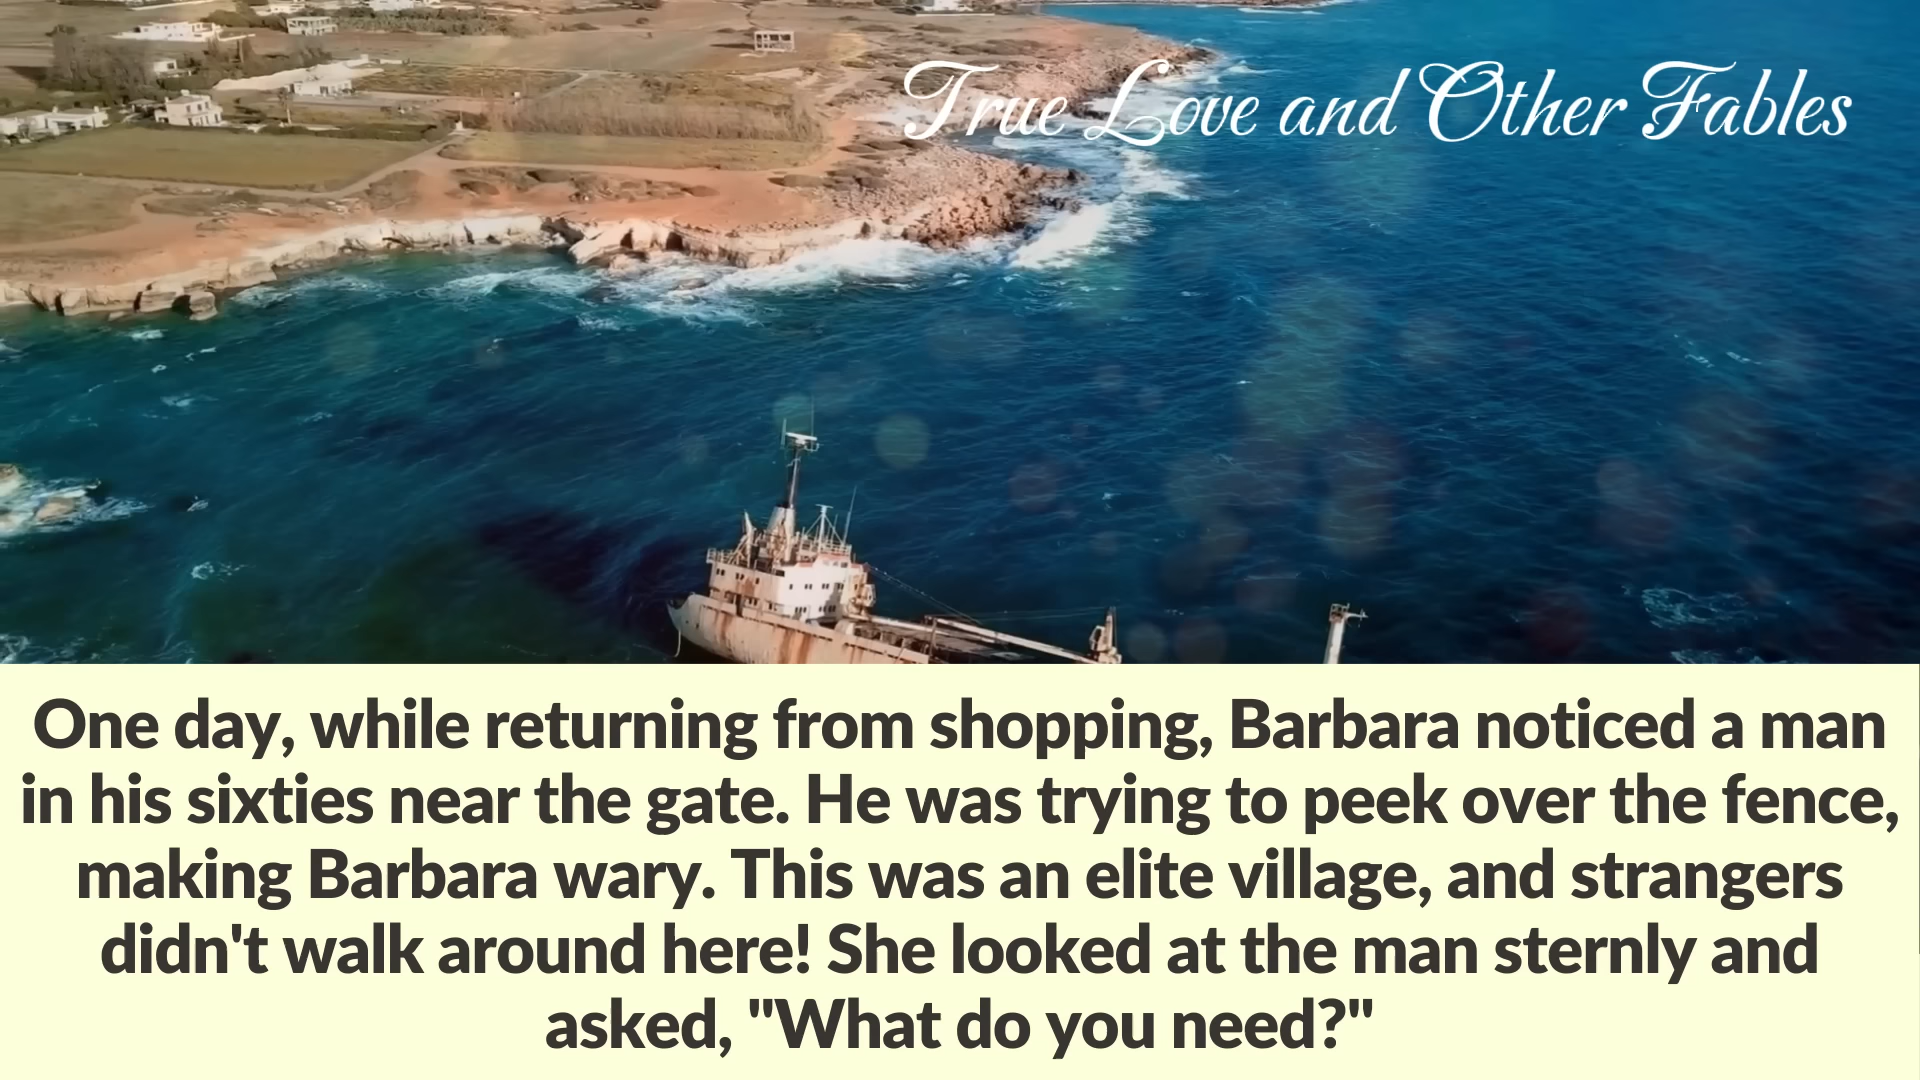 True Love and Other Fables
One day, while returning from shopping, Barbara noticed a man
in his sixties near the gate. He was trying to peek over the fence,
making Barbara wary. This was an elite village, and strangers
didn't walk around here! She looked at the man sternly and
asked, "What do you need?"